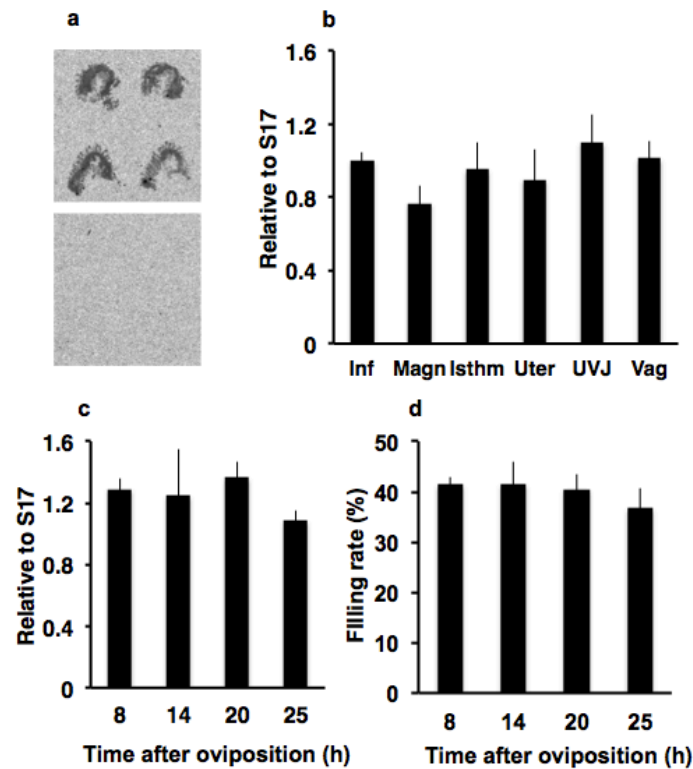 a
b
1.6
1.2
0.8
0.4
0
Relative to S17
Inf Magn Isthm Uter UVJ Vag
c
1.6
1.2
0.8
0.4
0
Relative to S17
8 14 20 25
Time after oviposition (h)
d
50
40
30
20
10
0
FIlling rate (%)
8 14 20 25
Time after oviposition (h)